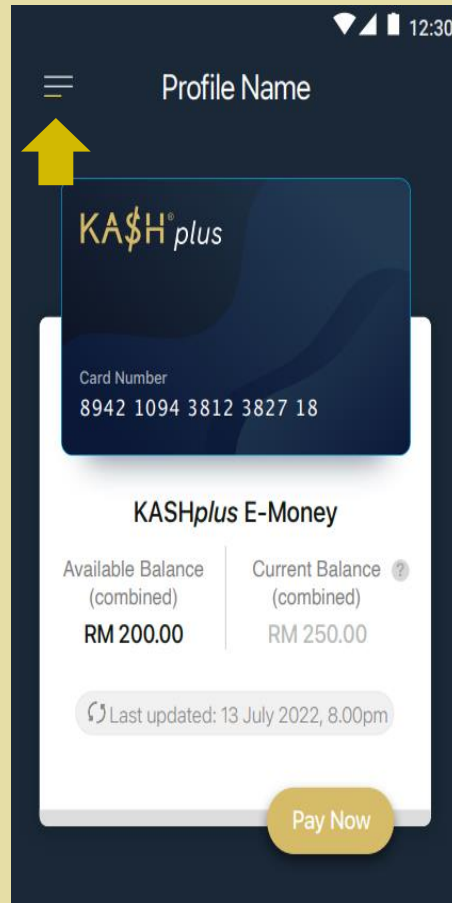 12:30
Profile Name
KA$H® plus
Card Number
8942 1094 3812 3827 18
KASHplus E-Money
Available Balance
(combined)
RM 200.00
Current Balance ?
(combined)
RM 250.00
Last updated: 13 July 2022, 8.00pm
Pay Now